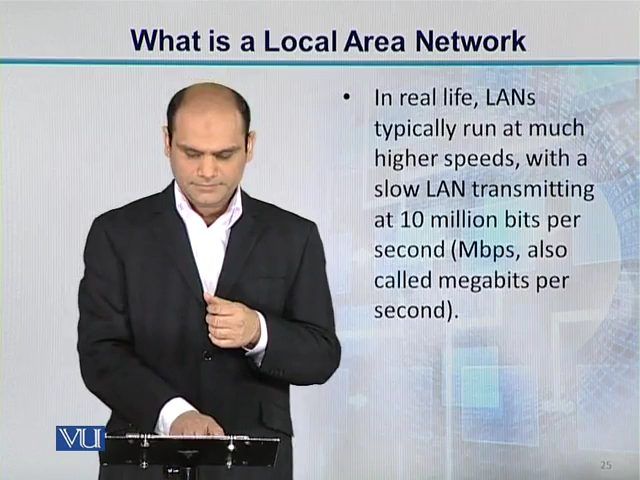 What is a Local Area Network
• In real life, LANs
typically run at much
higher speeds, with a
slow LAN transmitting
at 10 million bits per
second (Mbps, also
called megabits per
second).
VU
25